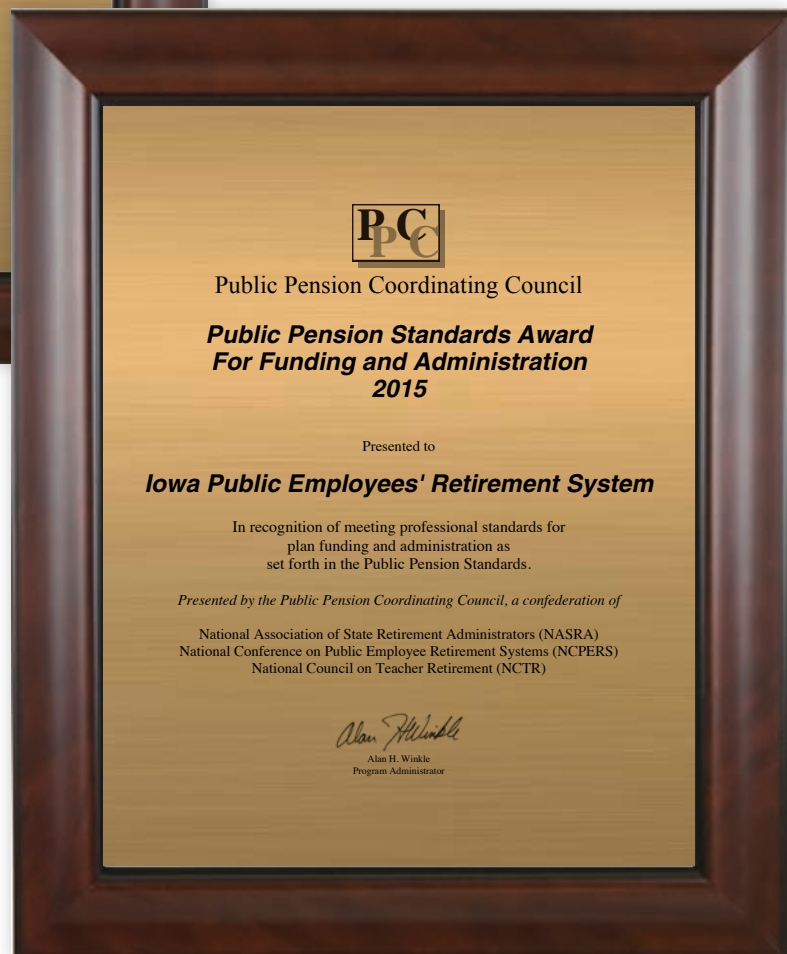 PPCC
Public Pension Coordinating Council
Public Pension Standards Award
For Funding and Administration
2015
Presented to
Iowa Public Employees' Retirement System
In recognition of meeting professional standards for
plan funding and administration as
set forth in the Public Pension Standards.
Presented by the Public Pension Coordinating Council, a confederation of
National Association of State Retirement Administrators (NASRA)
National Conference on Public Employee Retirement Systems (NCPERS)
National Council on Teacher Retirement (NCTR)
Alan H Winkle
Alan H. Winkle
Program Administrator